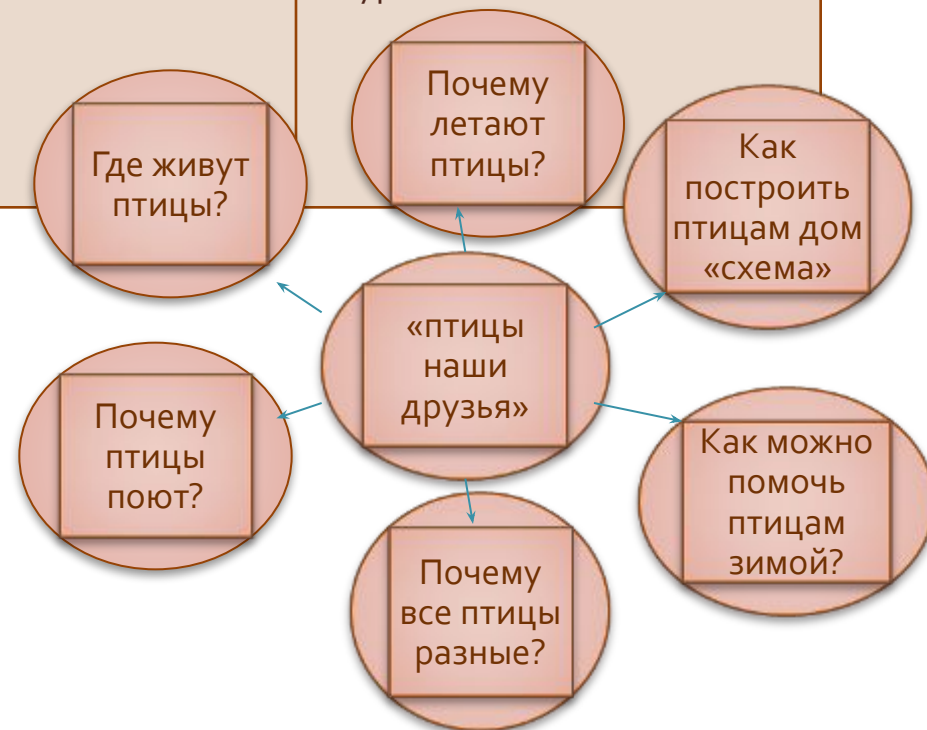 Почему
летают
птицы?
Где живут
птицы?
Как
построить
птицам дом
«схема»
«птицы
наши
друзья»
Почему
птицы
поют?
Как можно
помочь
птицам
зимой?
Почему
все птицы
разные?